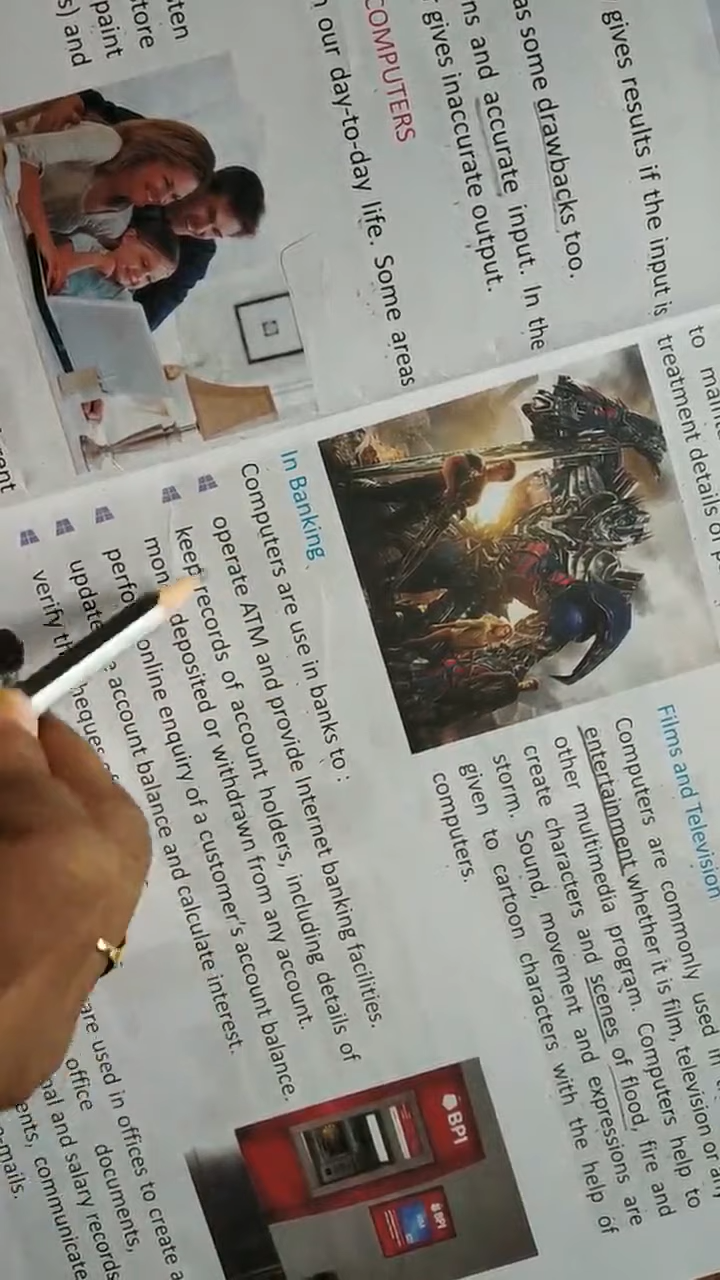 gives results if the input is
as some drawbacks too.
ns and accurate input. In the
gives inaccurate output.
COMPUTERS
our day-to-day life. Some areas
ten
tore
paint
s) and
to
treatment details of
Films and Television
Computers are commonly used in
entertainment whether it is film, television or any
other multimedia program. Computers help to
create characters and scenes of flood, fire and
storm. Sound, movement and expressions are
given to cartoon characters with the help of
computers.
In Banking
Computers are use in banks to :
operate ATM and provide Internet banking facilities.
keep records of account holders, including details of
deposited or withdrawn from any account.
online enquiry of a customer's account balance.
update account balance and calculate interest.
verify
BPI
BPI
are used in offices to create a
office documents,
and salary records
communicate
e-mails.